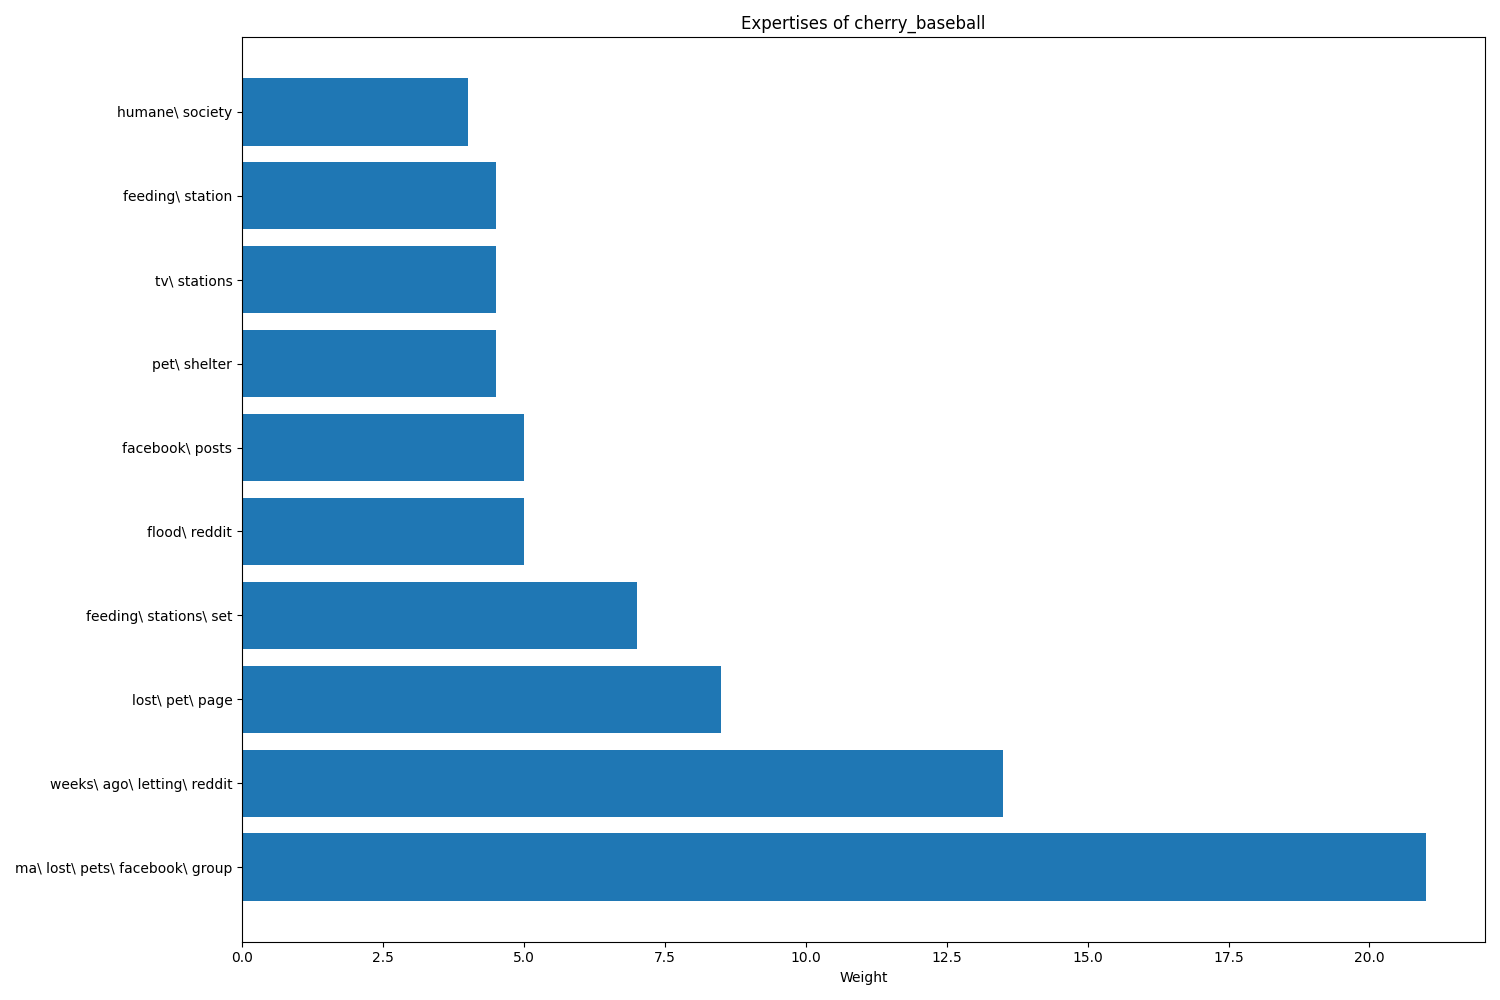 Expertises of cherry_baseball
humane\ society
feeding\ station
tv\ stations
pet\ shelter
facebook\ posts
flood\ reddit
feeding\ stations\ set
lost\ pet\ page
weeks\ ago\ letting\ reddit
ma\ lost\ pets\ facebook\ group
0.0 2.5 5.0 7.5 10.0 12.5 15.0 17.5 20.0
Weight